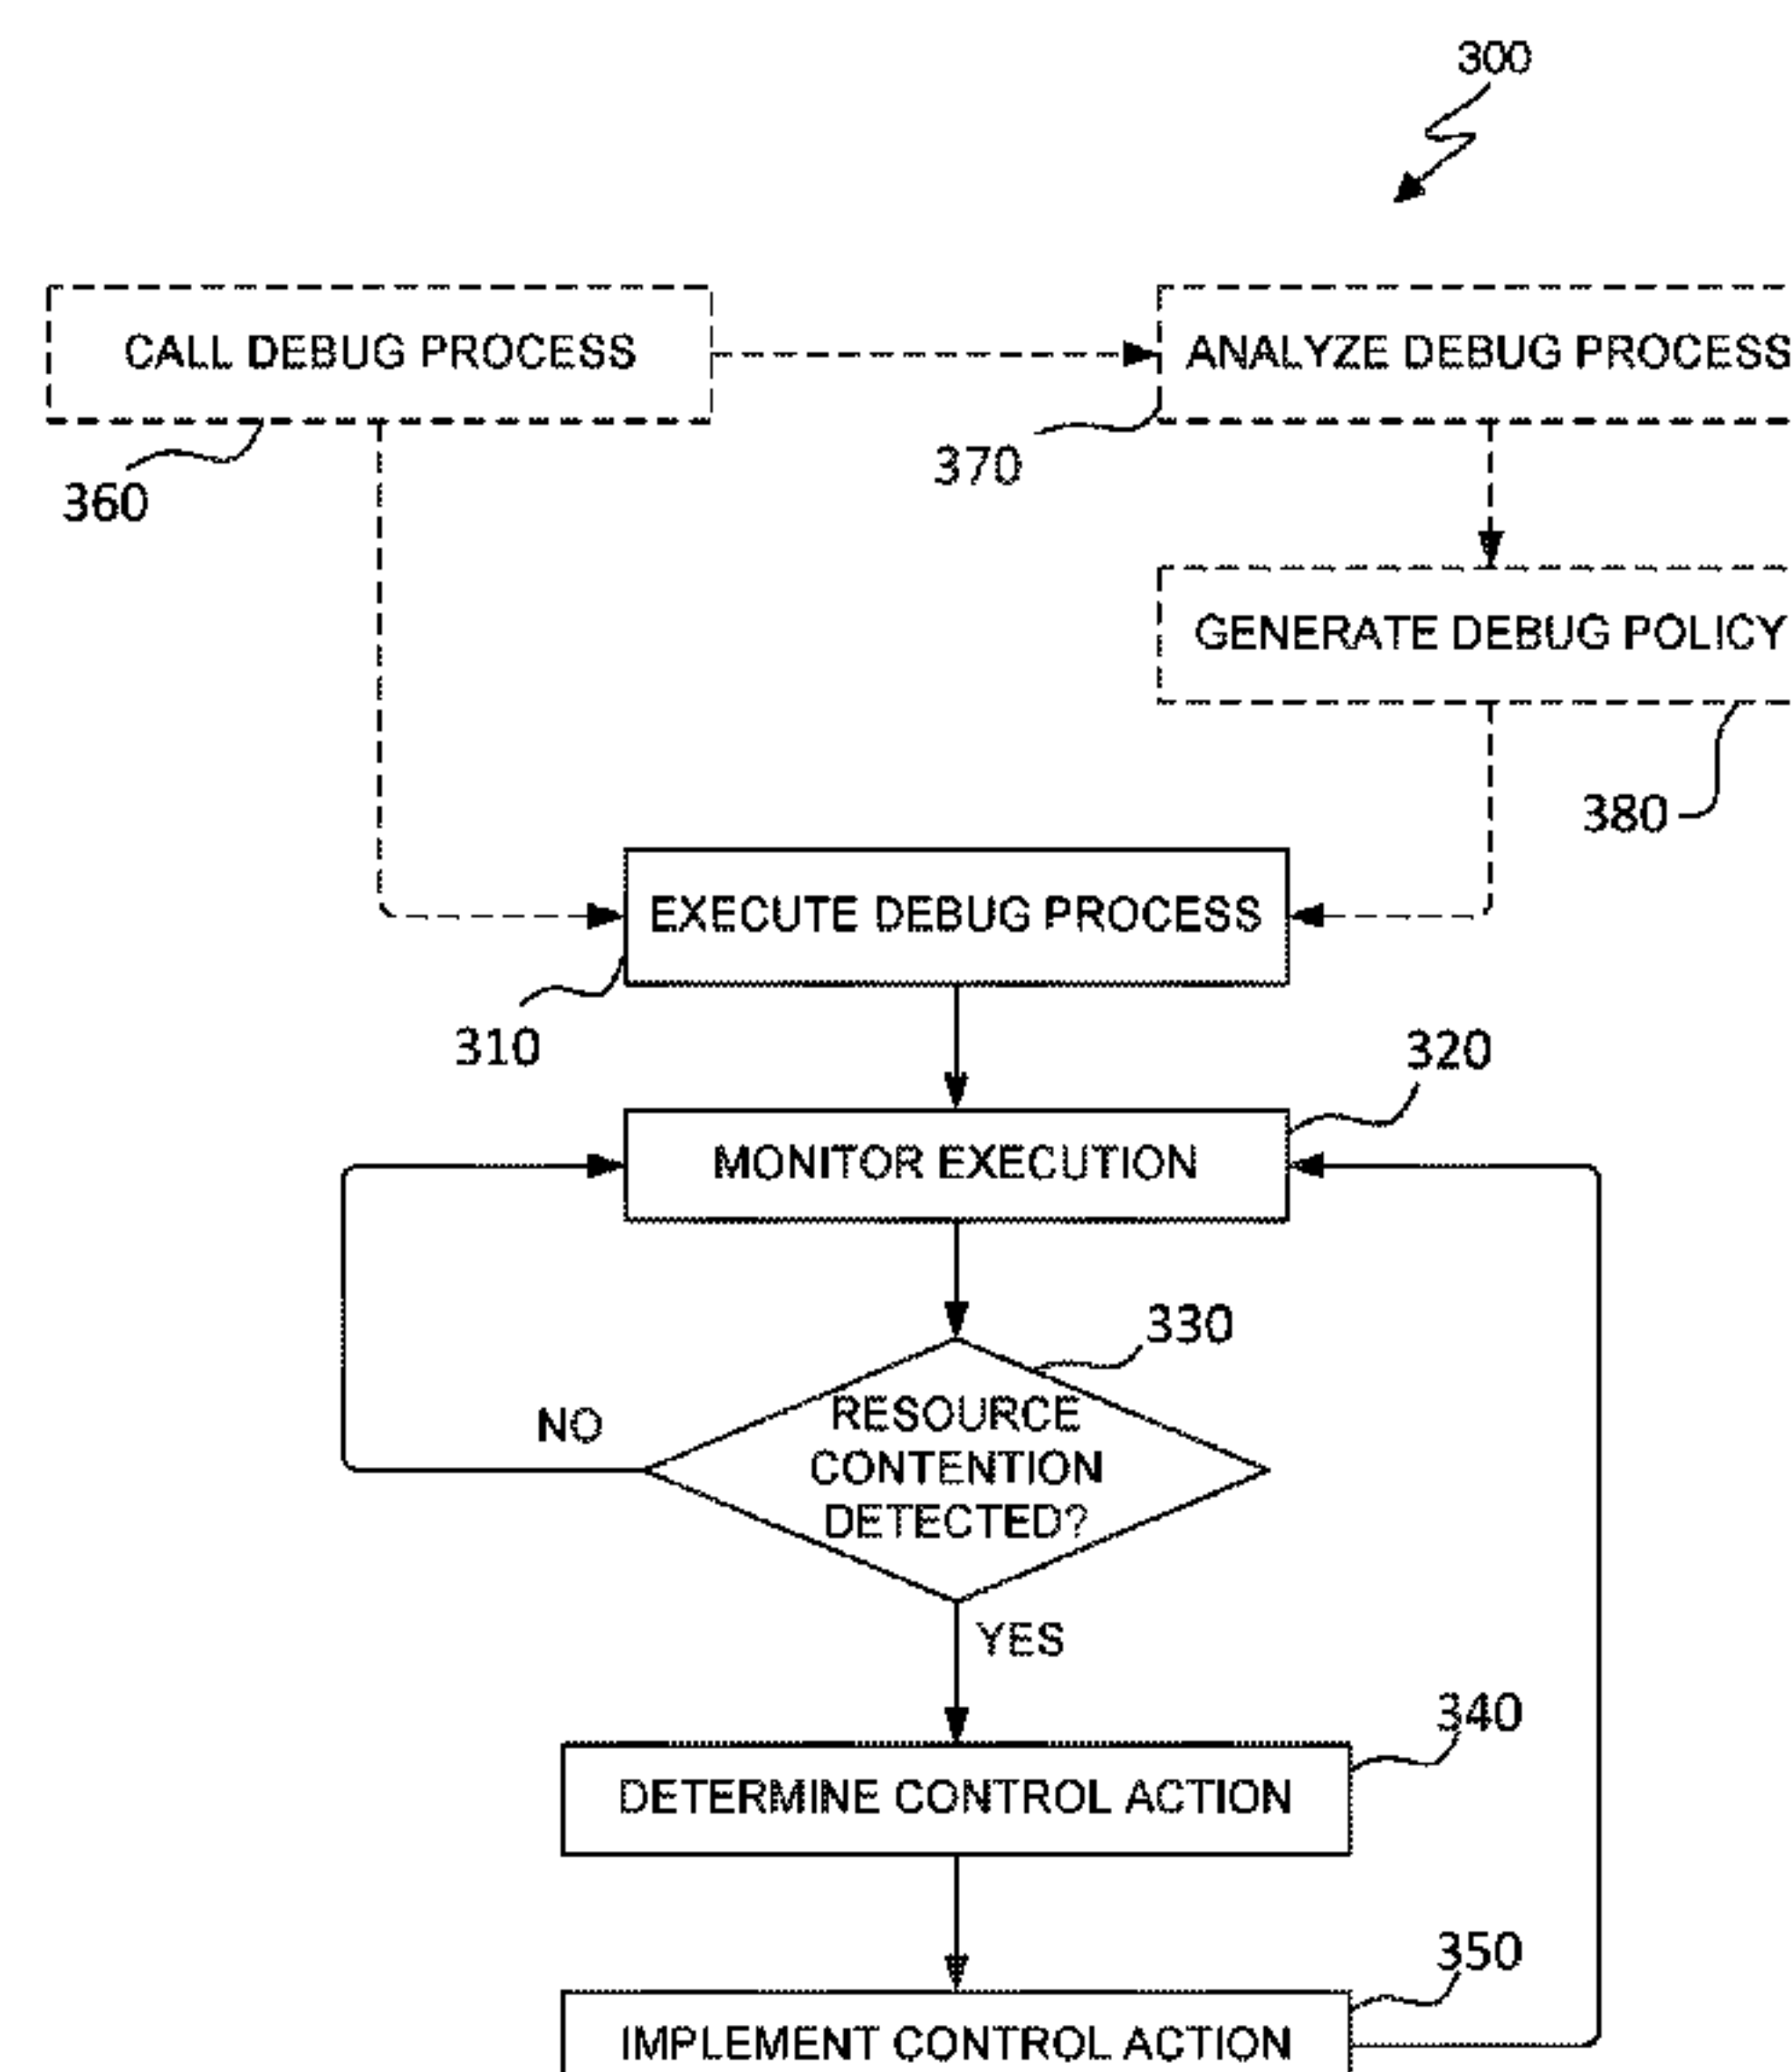 300
CALL DEBUG PROCESS
ANALYZE DEBUG PROCESS
360
370
GENERATE DEBUG POLICY
380
EXECUTE DEBUG PROCESS
310
320
MONITOR EXECUTION
330
NO
RESOURCE
CONTENTION
DETECTED?
YES
340
DETERMINE CONTROL ACTION
350
IMPLEMENT CONTROL ACTION